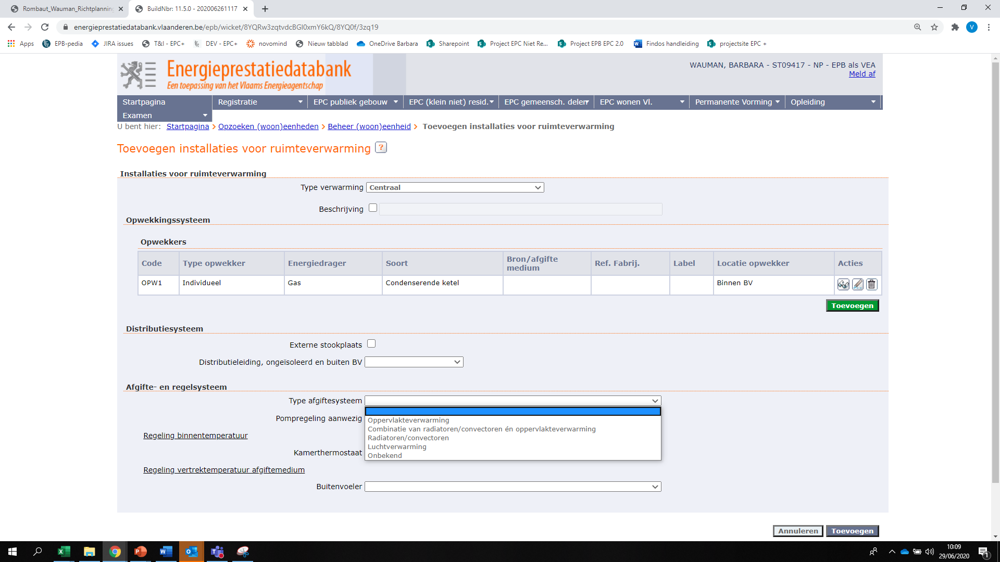 Rombaut_Wauman_Richtplanning
BuildNbr: 11.5.0 - 202006261117
energieprestatiedatabank.vlaanderen.be/epb/wicket/8YQRw3zqtvdcBGl0xmY6kQ/8YQ0f/3zq19
V
Apps EPB-pedia JIRA issues T&I - EPC+ DEV - EPC+ novomind Nieuw tabblad OneDrive Barbara Sharepoint Project EPC Niet Re... Project EPB EPC 2.0 Findos handleiding projectsite EPC +
Energieprestatiedatabank
Een toepassing van het Vlaams Energieagentschap
WAUMAN, BARBARA - ST09417 - NP - EPB als VEA
Meld af
Startpagina Registratie EPC publiek gebouw EPC (klein niet) resid. EPC gemeensch. delen EPC wonen Vl. Permanente Vorming Opleiding
Examen
U bent hier: Startpagina > Opzoeken (woon)eenheden > Beheer (woon)eenheid > Toevoegen installaties voor ruimteverwarming
Toevoegen installaties voor ruimteverwarming ?
Installaties voor ruimteverwarming
Type verwarming Centraal
Beschrijving
Opwekkingssysteem
Opwekkers
Code Type opwekker Energiedrager Soort Bron/afgifte medium Ref. Fabrij. Label Locatie opwekker Acties
OPW1 Individueel Gas Condenserende ketel Binnen BV
Toevoegen
Distributiesysteem
Externe stookplaats
Distributieleiding, ongeïsoleerd en buiten BV
Afgifte- en regelsysteem
Type afgiftesysteem
Pompregeling aanwezig
Oppervlakteverwarming
Combinatie van radiatoren/convectoren én oppervlakteverwarming
Radiatoren/convectoren
Luchtverwarming
Onbekend
Regeling binnentemperatuur
Kamerthermostaat
Regeling vertrektemperatuur afgiftemedium
Buitenvoeler
Annuleren Toevoegen
10:09
29/06/2020
1